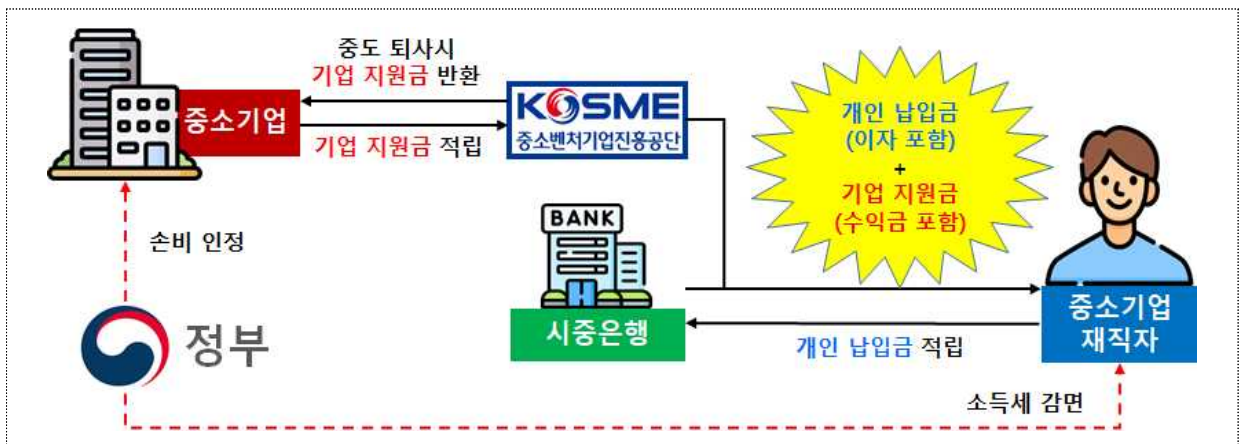 중도 퇴사시
기업 지원금 반환
중소기업
기업 지원금 적립
KOSME
중소벤처기업진흥공단
개인 납입금
(이자 포함)
+
기업 지원금
(수익금 포함)
손비 인정
BANK
시중은행
개인 납입금 적립
중소기업
재직자
정부
소득세 감면